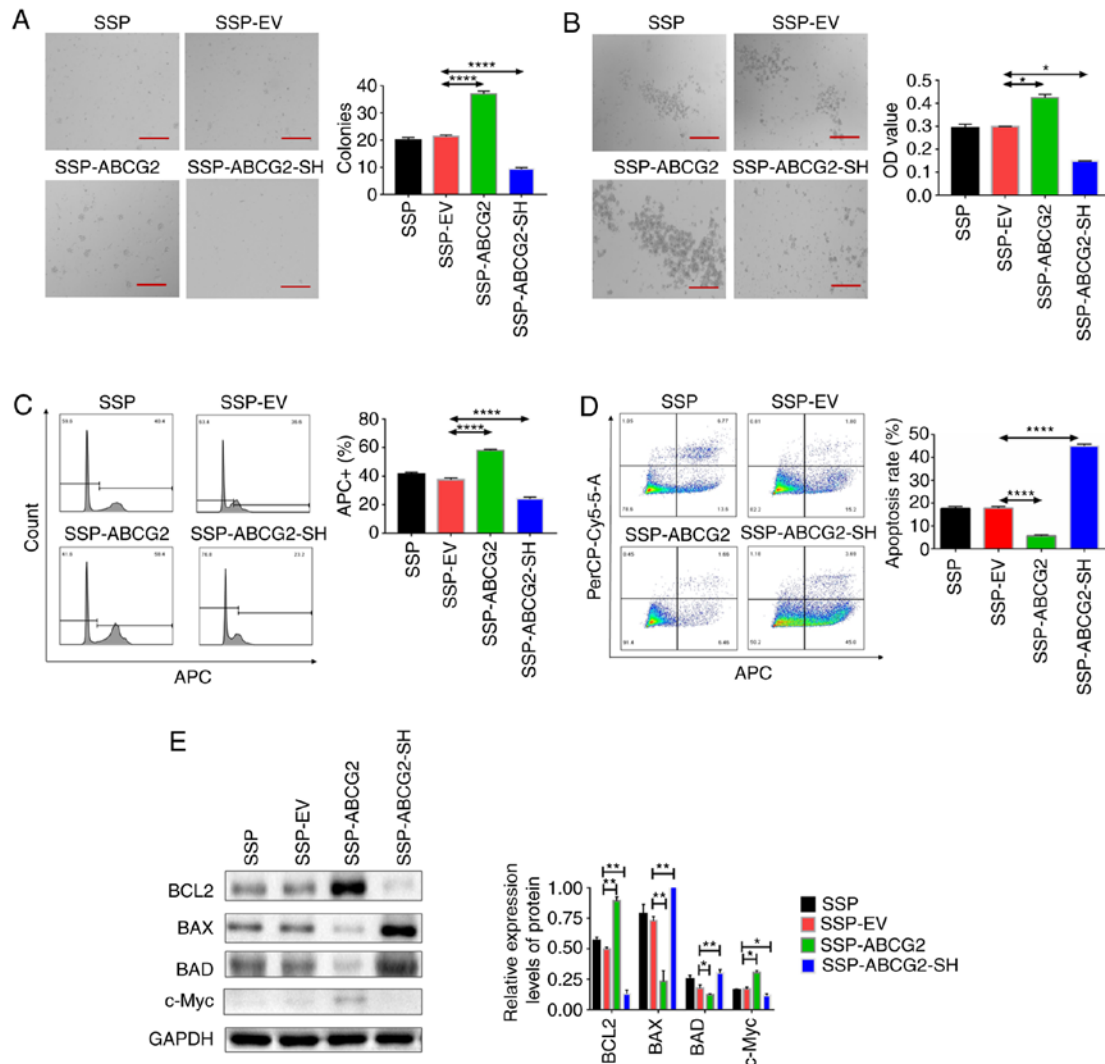 A
SSP
SSP-EV
SSP-ABCG2
SSP-ABCG2-SH
Colonies
40
30
20
10
0
****
****
SSP
SSP-EV
SSP-ABCG2
SSP-ABCG2-SH
B
SSP
SSP-EV
SSP-ABCG2
SSP-ABCG2-SH
OD value
0.5
0.4
0.3
0.2
0.1
0.0
*
*
SSP
SSP-EV
SSP-ABCG2
SSP-ABCG2-SH
C
SSP
SSP-EV
SSP-ABCG2
SSP-ABCG2-SH
40.4
Count
APC
APC+ (%)
80
60
40
20
0
****
****
SSP
SSP-EV
SSP-ABCG2
SSP-ABCG2-SH
D
SSP
SSP-EV
SSP-ABCG2
SSP-ABCG2-SH
PerCP-Cy5-5-A
APC
Apoptosis rate (%)
50
40
30
20
10
0
****
****
SSP
SSP-EV
SSP-ABCG2
SSP-ABCG2-SH
E
SSP
SSP-EV
SSP-ABCG2
SSP-ABCG2-SH
BCL2
BAX
BAD
c-Myc
GAPDH
Relative expression
levels of protein
1.00
0.75
0.50
0.25
0.00
**
**
**
**
**
*
*
*
BCL2
BAX
BAD
c-Myc
SSP
SSP-EV
SSP-ABCG2
SSP-ABCG2-SH